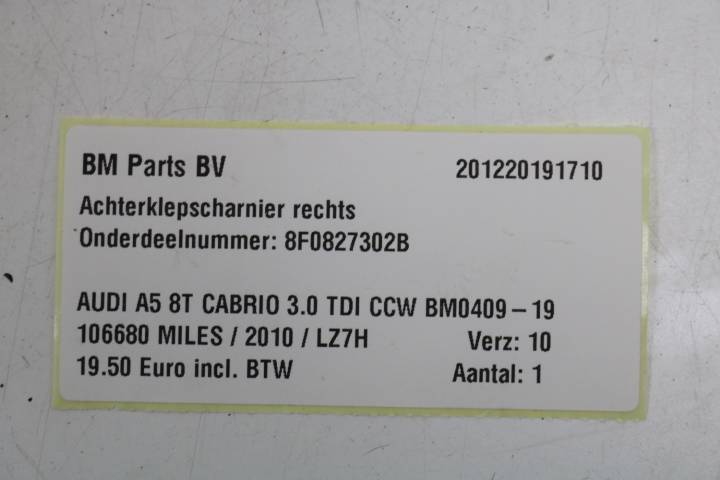 BM Parts BV 201220191710
Achterklepscharnier rechts
Onderdeelnummer: 8F0827302B
AUDI A5 8T CABRIO 3.0 TDI CCW BM0409 – 19
106680 MILES / 2010 / LZ7H Verz: 10
19.50 Euro incl. BTW Aantal: 1